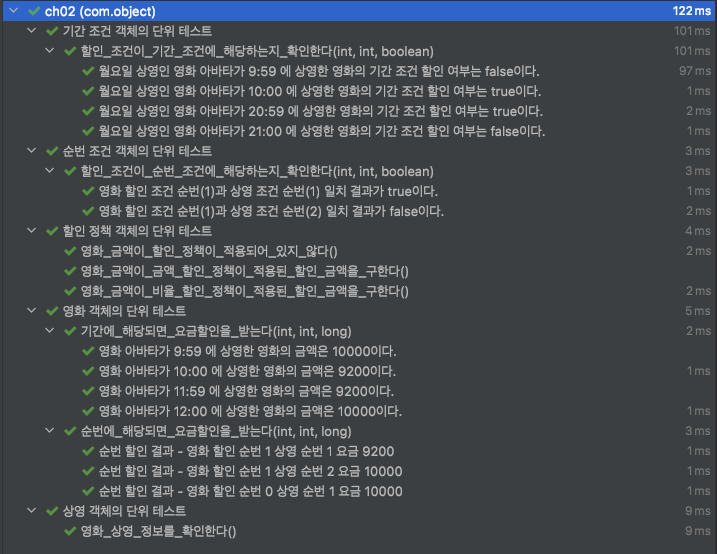 ch02 (com.object) 122 ms
기간 조건 객체의 단위 테스트 101 ms
할인_조건이_기간_조건에_해당하는지_확인한다(int, int, boolean) 101 ms
월요일 상영인 영화 아바타가 9:59 에 상영한 영화의 기간 조건 할인 여부는 false이다. 97 ms
월요일 상영인 영화 아바타가 10:00 에 상영한 영화의 기간 조건 할인 여부는 true이다. 1 ms
월요일 상영인 영화 아바타가 20:59 에 상영한 영화의 기간 조건 할인 여부는 true이다. 2 ms
월요일 상영인 영화 아바타가 21:00 에 상영한 영화의 기간 조건 할인 여부는 false이다. 1 ms
순번 조건 객체의 단위 테스트 3 ms
할인_조건이_순번_조건에_해당하는지_확인한다(int, int, boolean) 3 ms
영화 할인 조건 순번(1)과 상영 조건 순번(1) 일치 결과가 true이다. 1 ms
영화 할인 조건 순번(1)과 상영 조건 순번(2) 일치 결과가 false이다. 2 ms
할인 정책 객체의 단위 테스트 4 ms
영화_금액이_할인_정책이_적용되어_있지_않다() 2 ms
영화_금액이_금액_할인_정책이_적용된_할인_금액을_구한다()
영화_금액이_비율_할인_정책이_적용된_할인_금액을_구한다() 2 ms
영화 객체의 단위 테스트 5 ms
기간에_해당되면_요금할인을_받는다(int, int, long) 2 ms
영화 아바타가 9:59 에 상영한 영화의 금액은 10000이다.
영화 아바타가 10:00 에 상영한 영화의 금액은 9200이다. 1 ms
영화 아바타가 11:59 에 상영한 영화의 금액은 9200이다.
영화 아바타가 12:00 에 상영한 영화의 금액은 10000이다. 1 ms
순번에_해당되면_요금할인을_받는다(int, int, long) 3 ms
순번 할인 결과 - 영화 할인 순번 1 상영 순번 1 요금 9200 1 ms
순번 할인 결과 - 영화 할인 순번 1 상영 순번 2 요금 10000 1 ms
순번 할인 결과 - 영화 할인 순번 0 상영 순번 1 요금 10000 1 ms
상영 객체의 단위 테스트 9 ms
영화_상영_정보를_확인한다() 9 ms